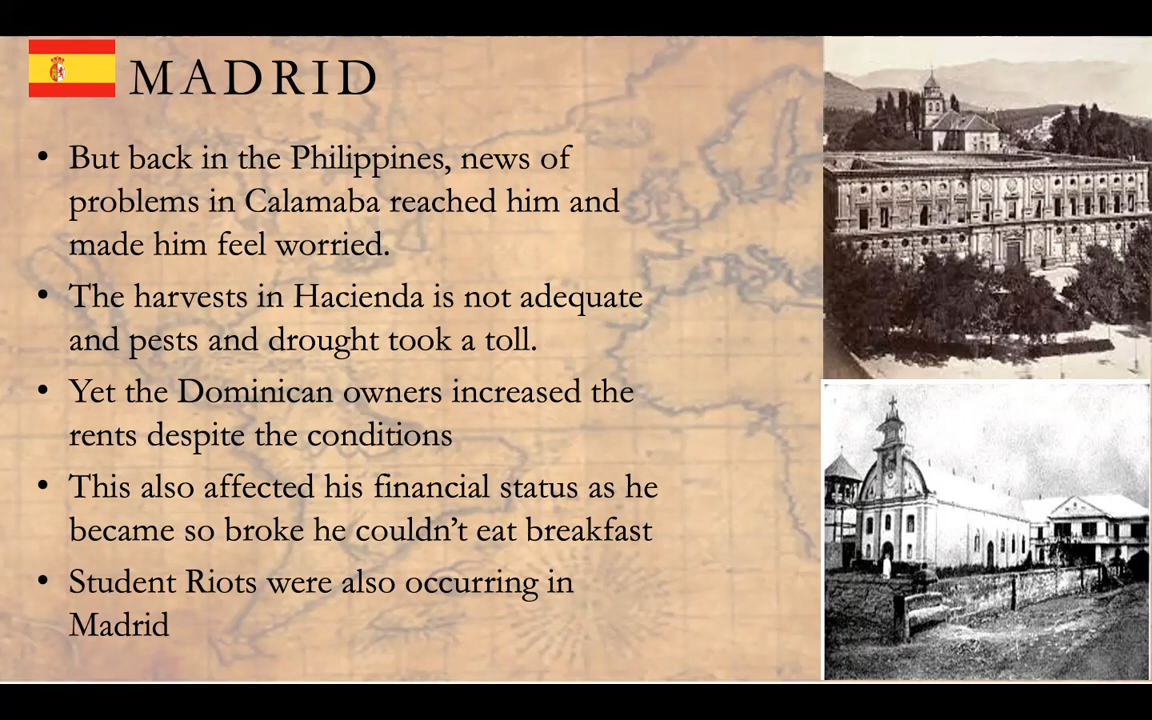 MADRID
• But back in the Philippines, news of
problems in Calamaba reached him and
made him feel worried.
• The harvests in Hacienda is not adequate
and pests and drought took a toll.
• Yet the Dominican owners increased the
rents despite the conditions
• This also affected his financial status as he
became so broke he couldn’t eat breakfast
• Student Riots were also occurring in
Madrid